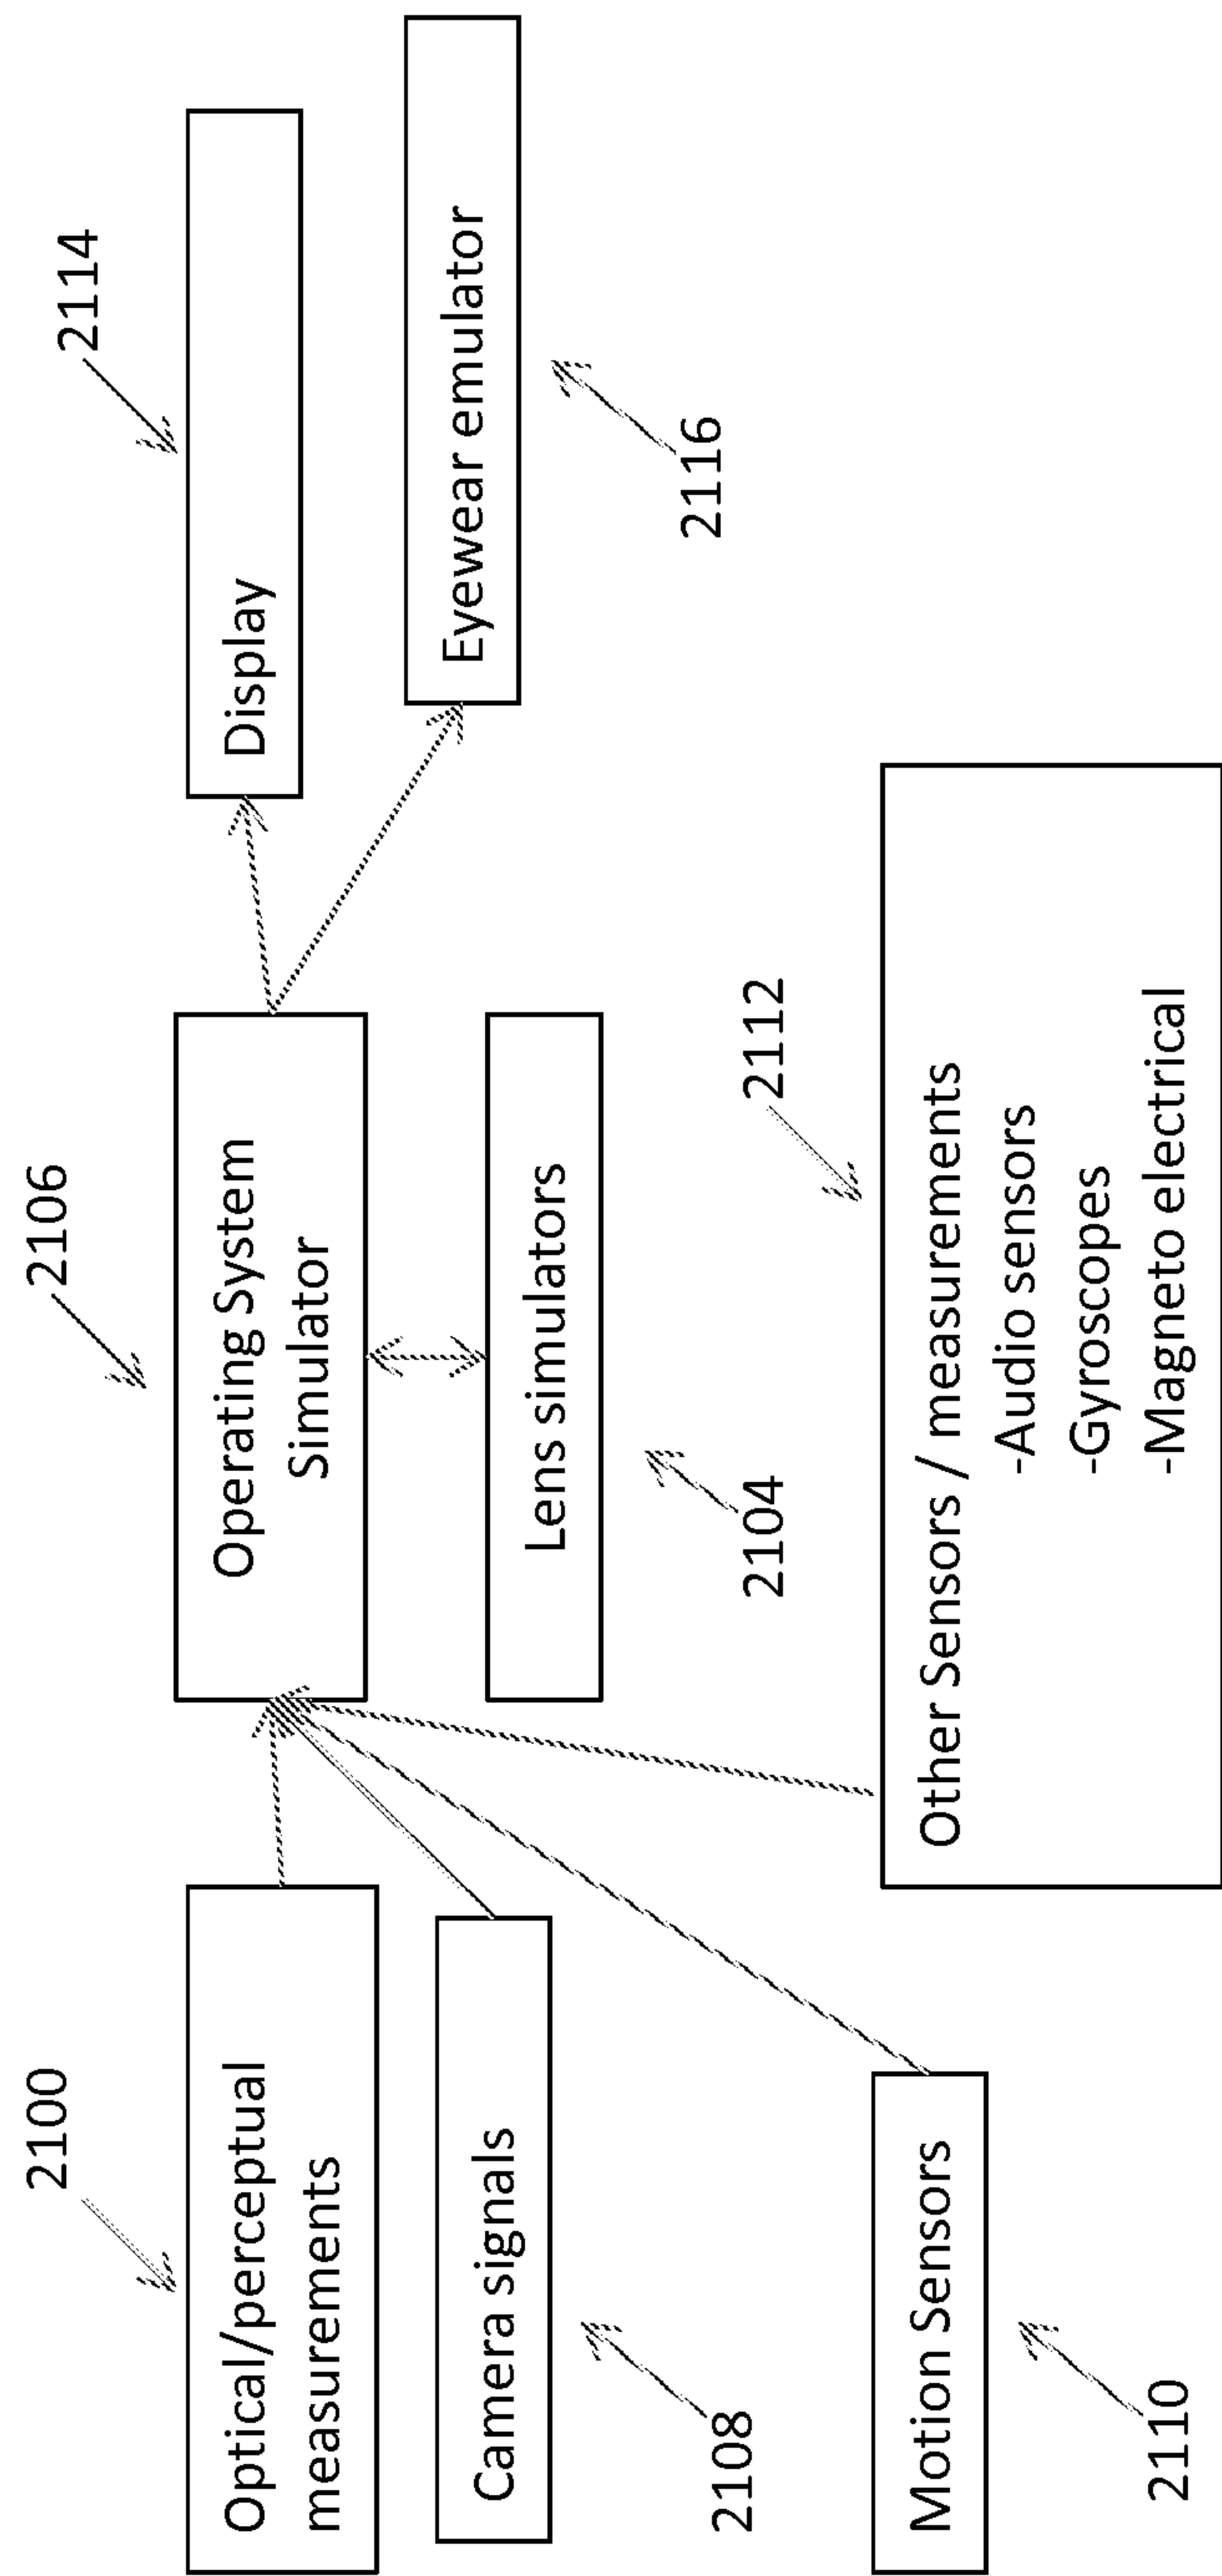 2100
Optical/perceptual
measurements
Camera signals
2108
Motion Sensors
2110
2106
Operating System
Simulator
Lens simulators
2104
2112
Other Sensors / measurements
-Audio sensors
-Gyroscopes
-Magneto electrical
2114
Display
Eyewear emulator
2116